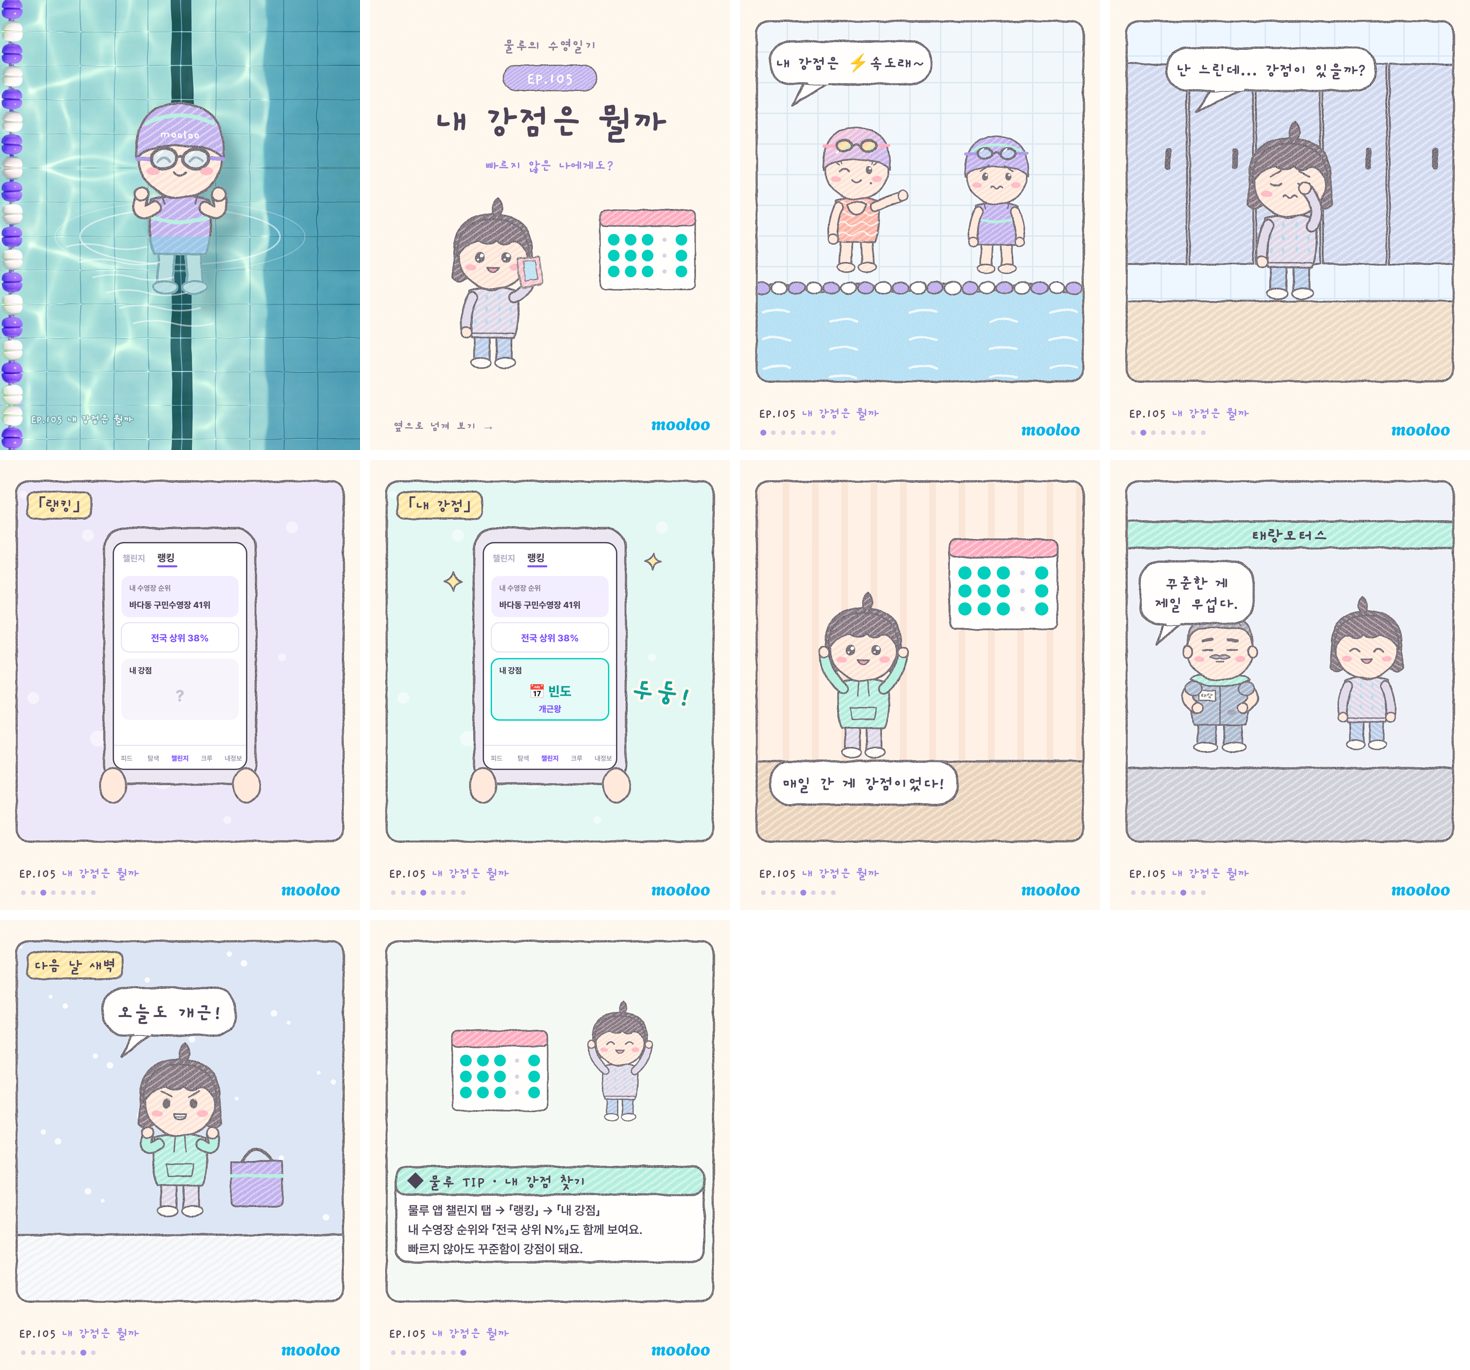 mooloo
EP.105 내 강점은 뭘까
물루의 수영일기
EP.105
내 강점은 뭘까
빠르지 않은 나에게도?
옆으로 넘겨 보기 →
mooloo
내 강점은 ⚡속도래~
EP.105 내 강점은 뭘까
mooloo
난 느린데... 강점이 있을까?
EP.105 내 강점은 뭘까
mooloo
「랭킹」
챌린지 랭킹
내 수영장 순위
바다동 구민수영장 41위
전국 상위 38%
내 강점
?
피드 탐색 챌린지 크루 내정보
EP.105 내 강점은 뭘까
mooloo
「내 강점」
챌린지 랭킹
내 수영장 순위
바다동 구민수영장 41위
전국 상위 38%
내 강점
📅 빈도
개근왕
두둥!
피드 탐색 챌린지 크루 내정보
EP.105 내 강점은 뭘까
mooloo
매일 간 게 강점이었다!
EP.105 내 강점은 뭘까
mooloo
태랑모터스
꾸준한 게
제일 무섭다.
EP.105 내 강점은 뭘까
mooloo
다음 날 새벽
오늘도 개근!
EP.105 내 강점은 뭘까
mooloo
◆ 물루 TIP · 내 강점 찾기
물루 앱 챌린지 탭 → 「랭킹」 → 「내 강점」
내 수영장 순위와 「전국 상위 N%」도 함께 보여요.
빠르지 않아도 꾸준함이 강점이 돼요.
EP.105 내 강점은 뭘까
mooloo